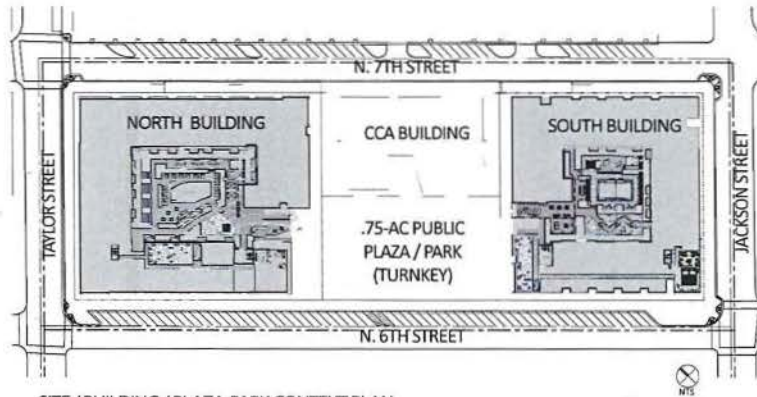 N. 7TH STREET
NORTH BUILDING
CCA BUILDING
SOUTH BUILDING
TAYLOR STREET
JACKSON STREET
.75-AC PUBLIC
PLAZA / PARK
(TURNKEY)
N. 6TH STREET
NTS